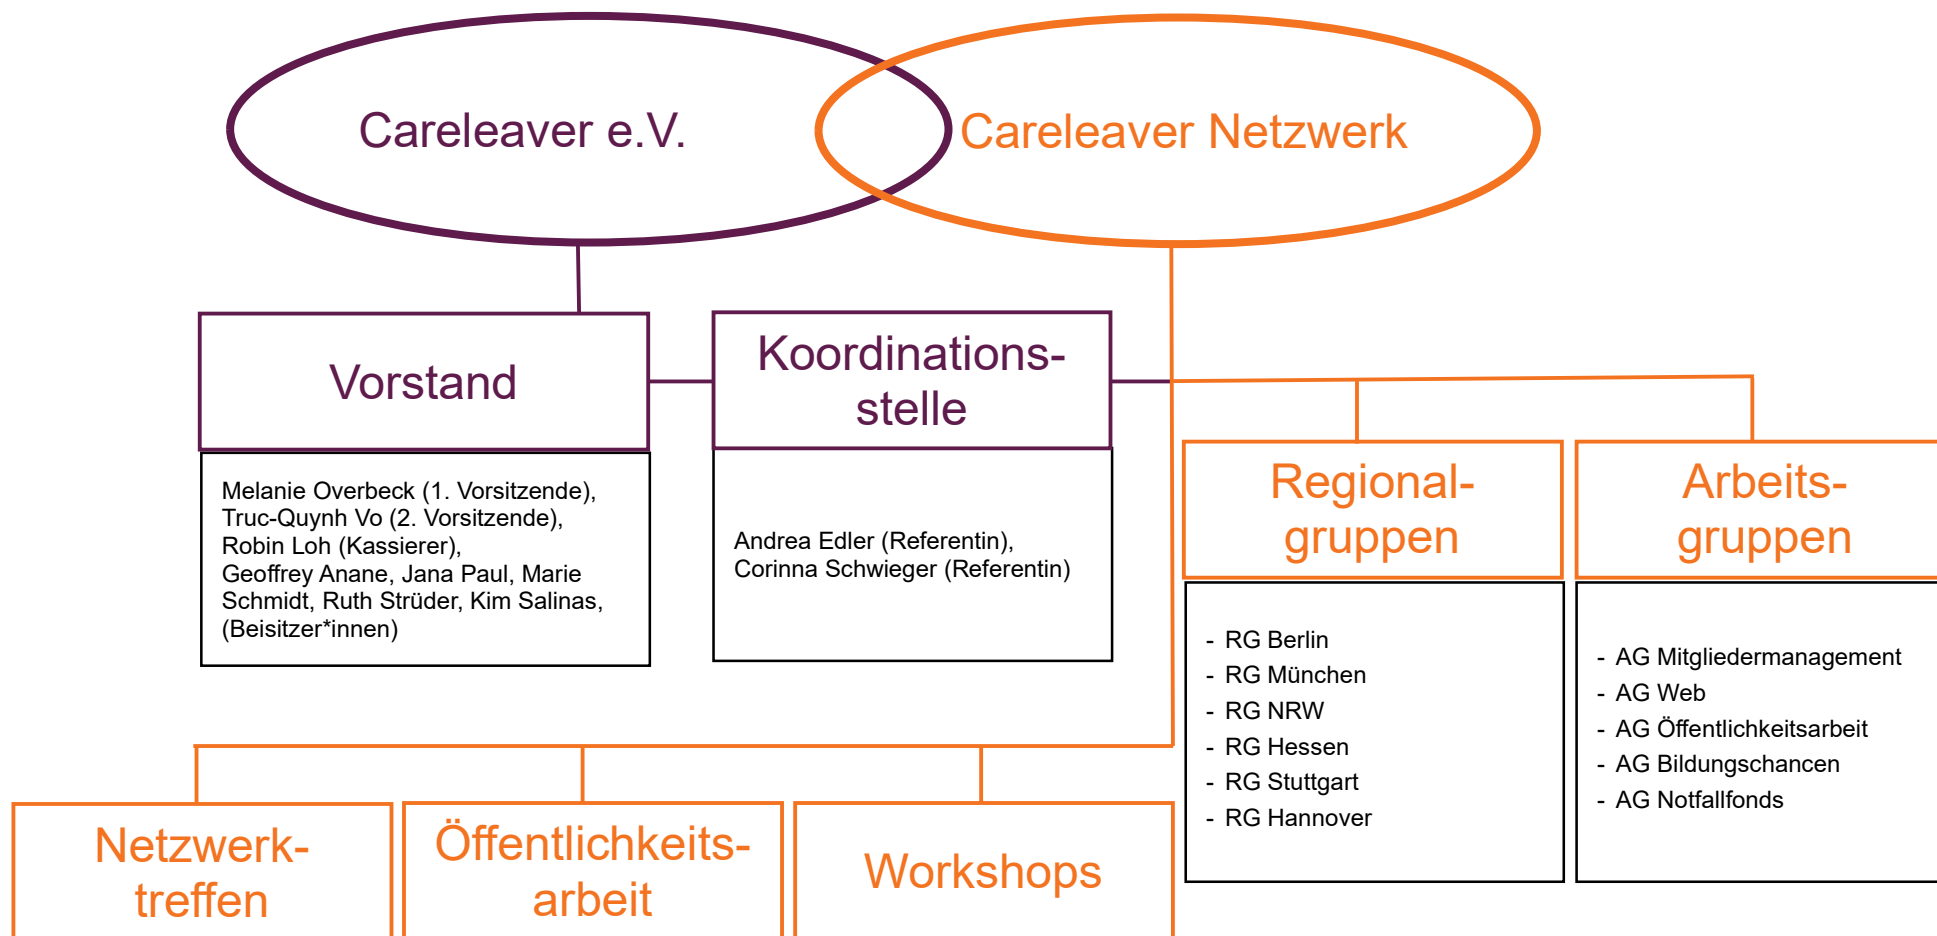 Careleaver e.V.
Careleaver Netzwerk
Vorstand
Koordinations-
stelle
Melanie Overbeck (1. Vorsitzende),
Truc-Quynh Vo (2. Vorsitzende),
Robin Loh (Kassierer),
Geoffrey Anane, Jana Paul, Marie
Schmidt, Ruth Strüder, Kim Salinas,
(Beisitzer*innen)
Andrea Edler (Referentin),
Corinna Schwieger (Referentin)
Regional-
gruppen
Arbeits-
gruppen
- RG Berlin
- RG München
- RG NRW
- RG Hessen
- RG Stuttgart
- RG Hannover
- AG Mitgliedermanagement
- AG Web
- AG Öffentlichkeitsarbeit
- AG Bildungschancen
- AG Notfallfonds
Netzwerk-
treffen
Öffentlichkeits-
arbeit
Workshops